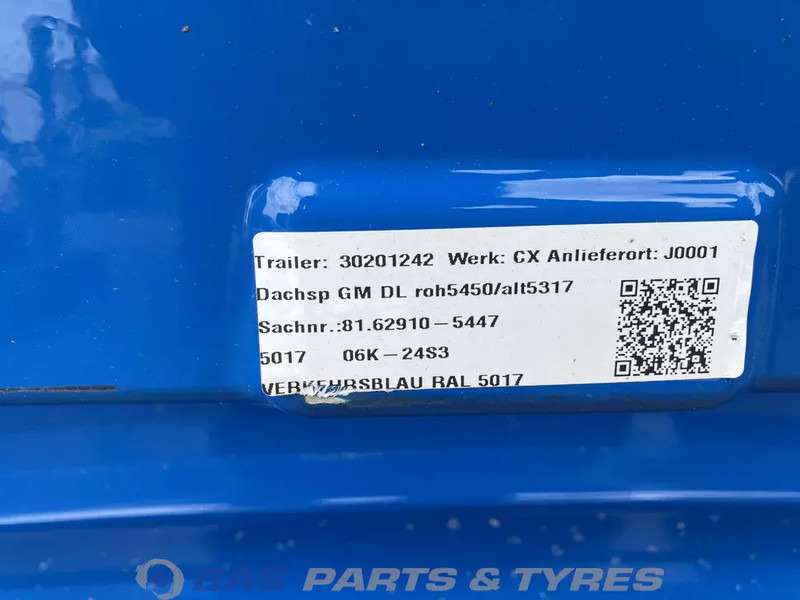 Trailer: 30201242 Werk: CX Anlieferort: J0001
Dachsp GM DL roh5450/alt5317
Sachnr.:81.62910-5447
5017 06K-24S3
VERKEHRSBLAU RAL 5017
BAS PARTS & TYRES